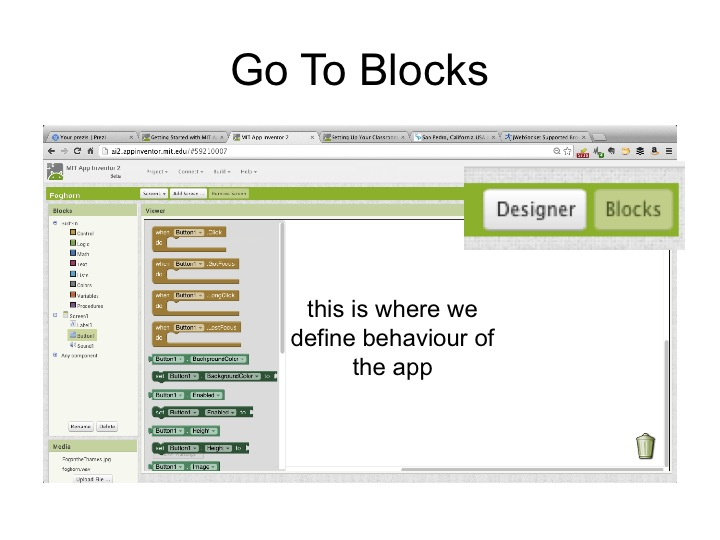 Go To Blocks
Your prezis | Prezi
Getting Started with MIT A
MIT App Inventor 2
Setting Up Your Classroom
San Pedro, California USA
jWebSocket Supported Bro
ai2.appinventor.mit.edu/#59210007
MIT App Inventor 2
Beta
Project Connect Build Help
Designer Blocks
Foghorn
Screen1 Add Screen ... Remove Screen
Blocks
Viewer
Built-in
Control
Logic
Math
Text
Lists
Colors
Variables
Procedures
Screen1
Label1
Button1
Sound1
Any component
Rename Delete
Media
FogontheThames.jpg
foghorn.wav
Upload File ...
when Button1 .Click
do
when Button1 .GotFocus
do
when Button1 .LongClick
do
when Button1 .LostFocus
do
Button1 . BackgroundColor
set Button1 . BackgroundColor to
Button1 . Enabled
set Button1 . Enabled to
Button1 . Height
set Button1 . Height to
Button1 . Image
this is where we
define behaviour of
the app